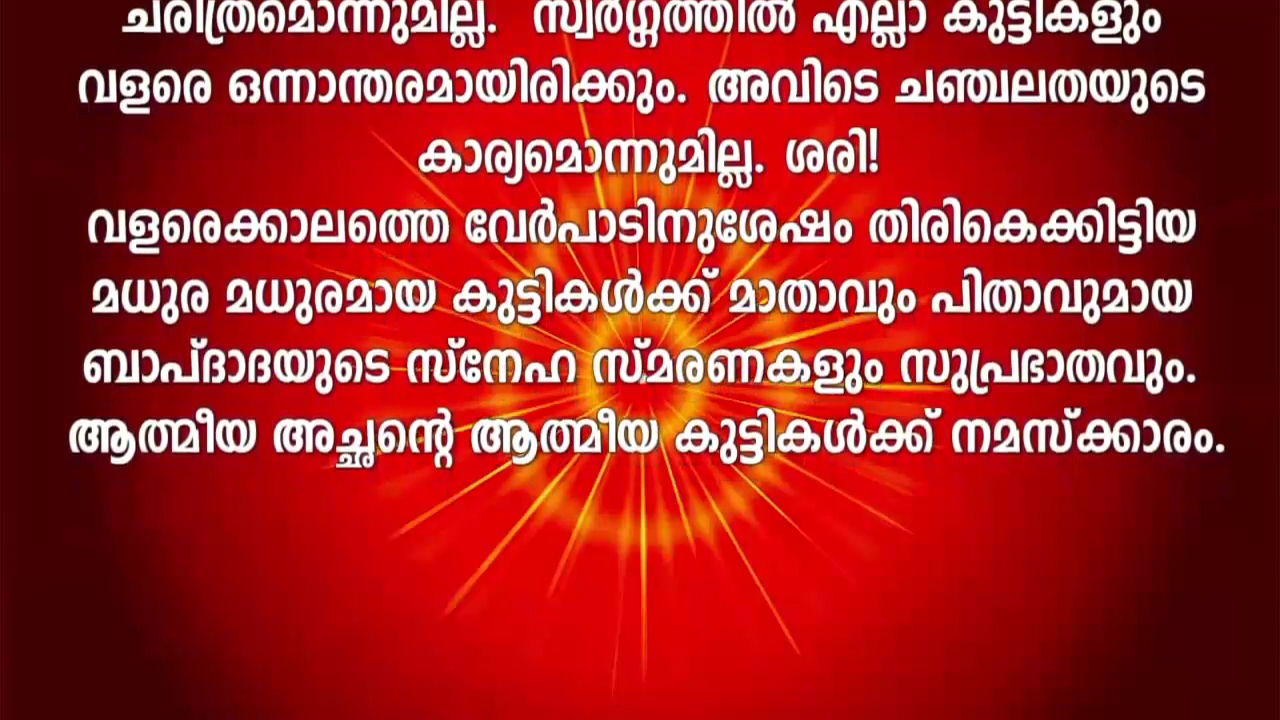 ചരിത്രമൊന്നുമില്ല. സ്വർഗ്ഗത്തിൽ എല്ലാ കുട്ടികളും
വളരെ ഒന്നാന്തരമായിരിക്കും. അവിടെ ചഞ്ചലതയുടെ
കാര്യമൊന്നുമില്ല. ശരി!
വളരെക്കാലത്തെ വേർപാടിനുശേഷം തിരികെക്കിട്ടിയ
മധുര മധുരമായ കുട്ടികൾക്ക് മാതാവും പിതാവുമായ
ബാപ്ദാദയുടെ സ്നേഹ സ്മരണകളും സുപ്രഭാതവും.
ആത്മീയ അച്ഛന്റെ ആത്മീയ കുട്ടികൾക്ക് നമസ്ക്കാരം.